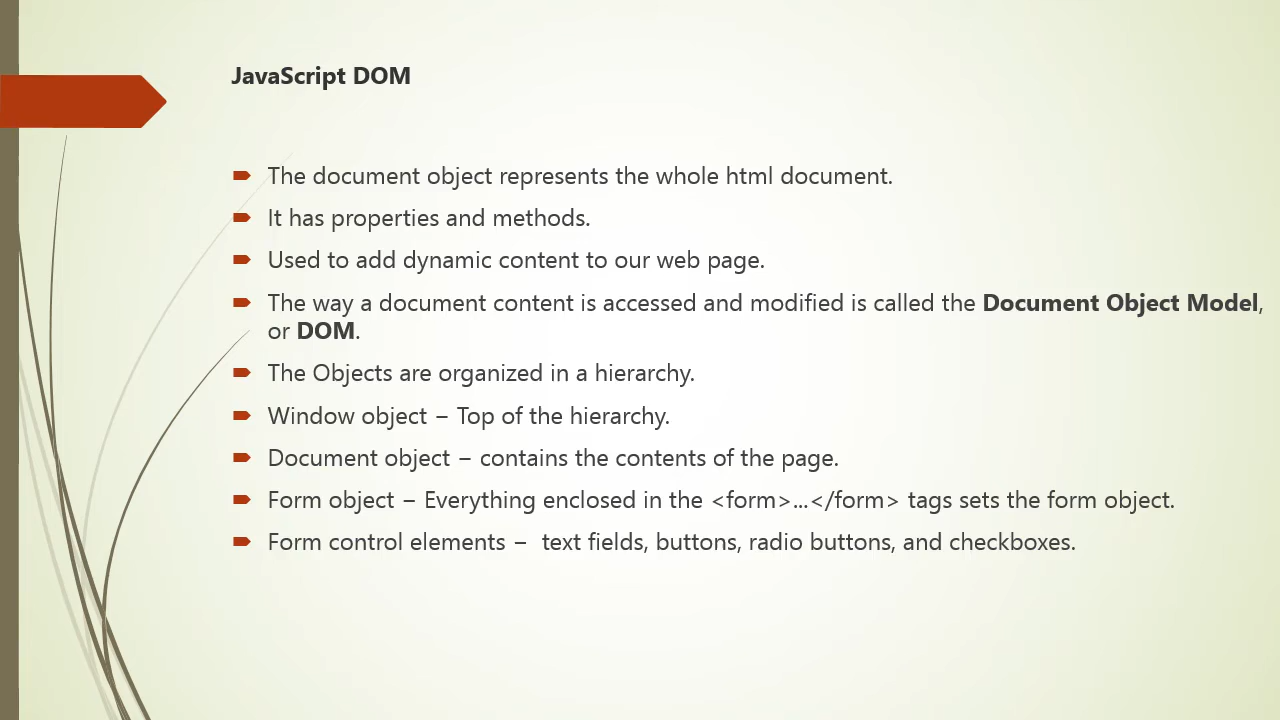 JavaScript DOM
The document object represents the whole html document.
It has properties and methods.
Used to add dynamic content to our web page.
The way a document content is accessed and modified is called the Document Object Model,
or DOM.
The Objects are organized in a hierarchy.
Window object − Top of the hierarchy.
Document object − contains the contents of the page.
Form object − Everything enclosed in the <form>...</form> tags sets the form object.
Form control elements − text fields, buttons, radio buttons, and checkboxes.